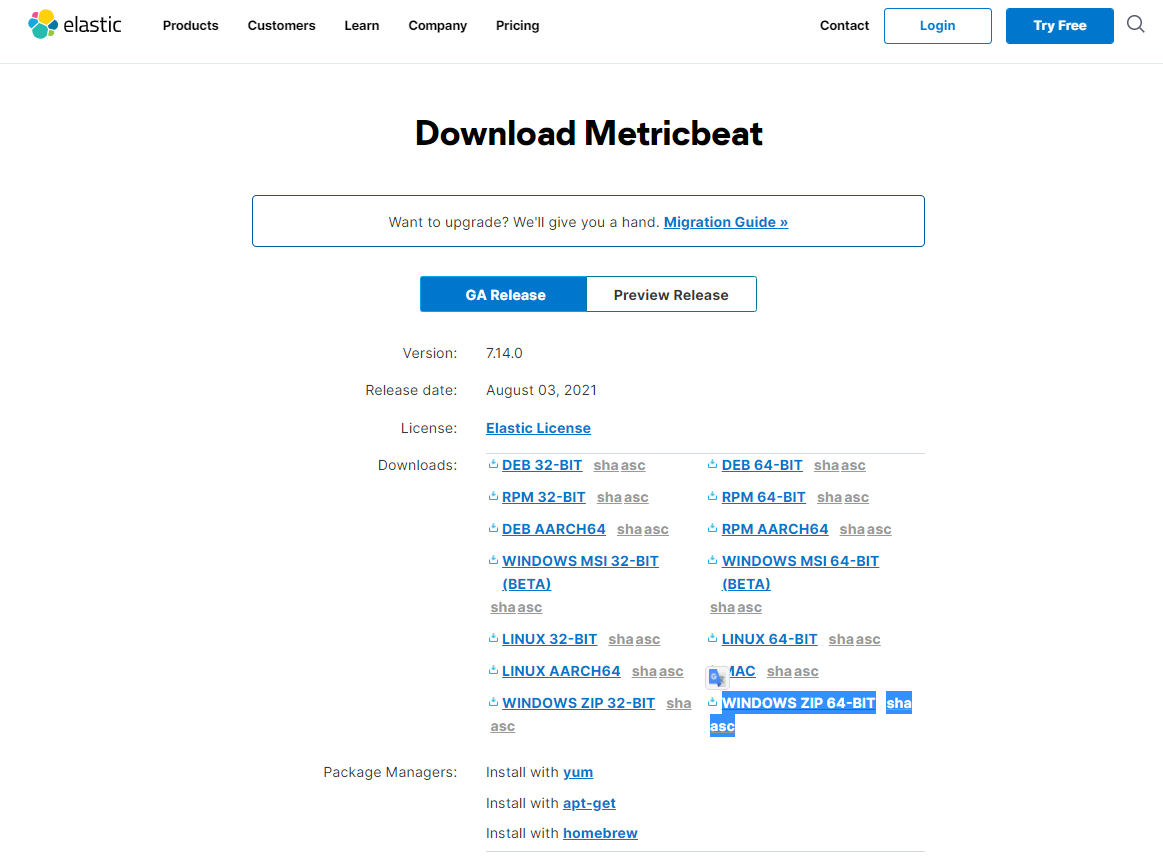 elastic Products Customers Learn Company Pricing Contact Login Try Free
Download Metricbeat
Want to upgrade? We'll give you a hand. Migration Guide »
GA Release Preview Release
Version: 7.14.0
Release date: August 03, 2021
License: Elastic License
Downloads: DEB 32-BIT sha asc DEB 64-BIT sha asc
RPM 32-BIT sha asc RPM 64-BIT sha asc
DEB AARCH64 sha asc RPM AARCH64 sha asc
WINDOWS MSI 32-BIT
(BETA)
sha asc
WINDOWS MSI 64-BIT
(BETA)
sha asc
LINUX 32-BIT sha asc LINUX 64-BIT sha asc
LINUX AARCH64 sha asc MAC sha asc
WINDOWS ZIP 32-BIT sha
asc
WINDOWS ZIP 64-BIT sha
asc
Package Managers: Install with yum
Install with apt-get
Install with homebrew